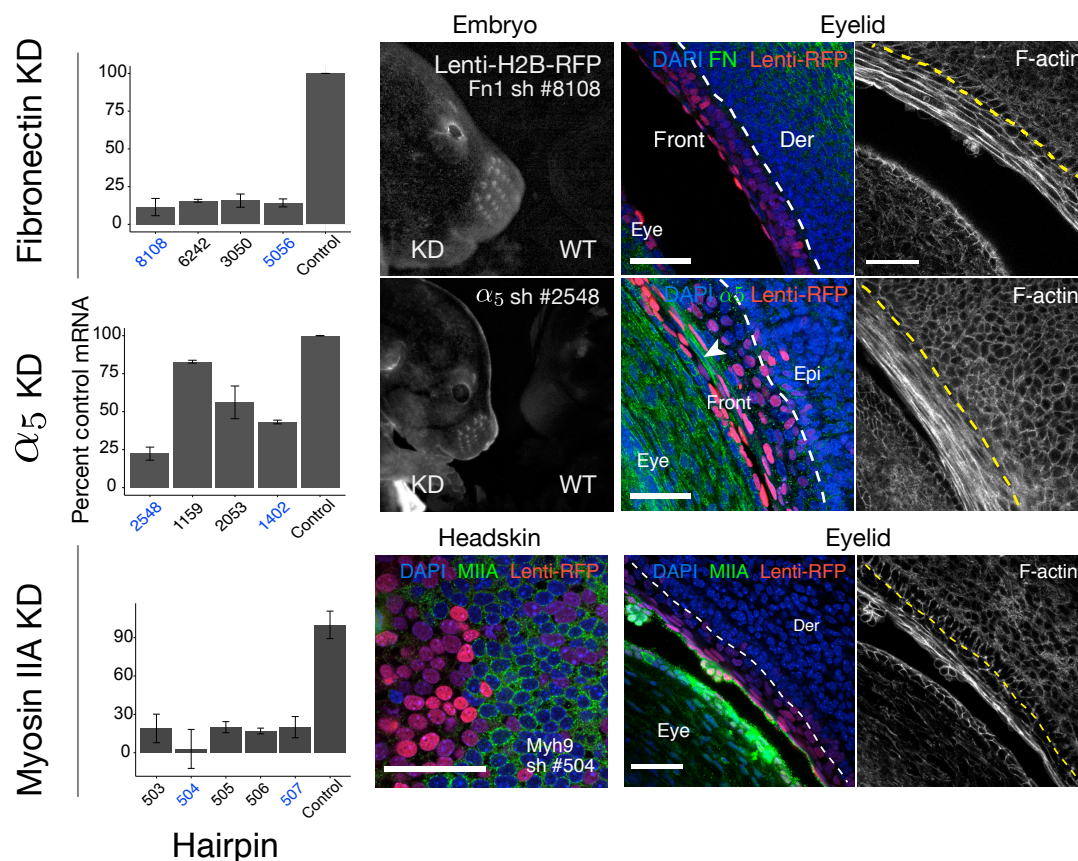 Embryo
Eyelid
Fibronectin KD
100
75
50
25
0
8108
6242
3050
5056
Control
Lenti-H2B-RFP
Fn1 sh #8108
KD
WT
DAPI FN Lenti-RFP
Front
Der
Eye
F-actin
α5 KD
Percent control mRNA
100
75
50
25
0
2548
1159
2053
1402
Control
α5 sh #2548
KD
WT
DAPI α5 Lenti-RFP
Epi
Front
Eye
F-actin
Headskin
Eyelid
Myosin IIA KD
90
60
30
0
503
504
505
506
507
Control
Hairpin
DAPI MIIA Lenti-RFP
Myh9
sh #504
DAPI MIIA Lenti-RFP
Der
Eye
F-actin